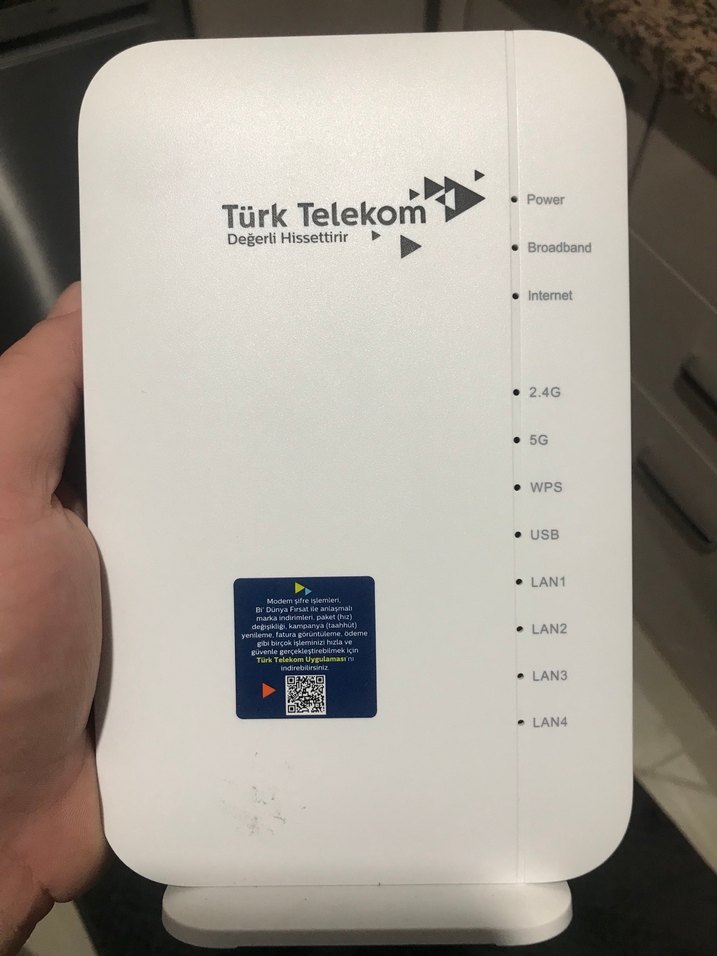 Türk Telekom
Değerli Hissettirir
Power
Broadband
Internet
2.4G
5G
WPS
USB
LAN1
LAN2
LAN3
LAN4
Modem şifre işlemleri,
Bi' Dünya Fırsat ile anlaşmalı
marka indirimleri, paket (hız)
değişikliği, kampanya (taahhüt)
yenileme, fatura görüntüleme, ödeme
gibi birçok işleminizi hızla ve
güvenle gerçekleştirebilmek için
Türk Telekom Uygulaması'nı
indirebilirsiniz.